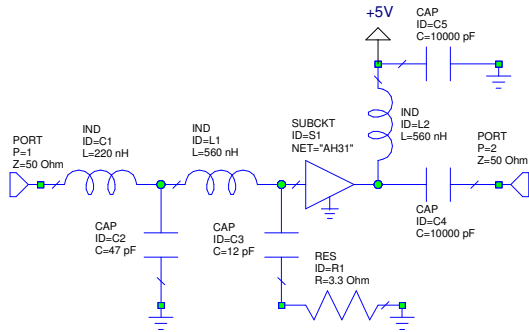 +5V
CAP
ID=C5
C=10000 pF
IND
ID=C1
L=220 nH
IND
ID=L1
L=560 nH
SUBCKT
ID=S1
NET="AH31"
IND
ID=L2
L=560 nH
PORT
P=1
Z=50 Ohm
PORT
P=2
Z=50 Ohm
CAP
ID=C2
C=47 pF
CAP
ID=C3
C=12 pF
CAP
ID=C4
C=10000 pF
RES
ID=R1
R=3.3 Ohm